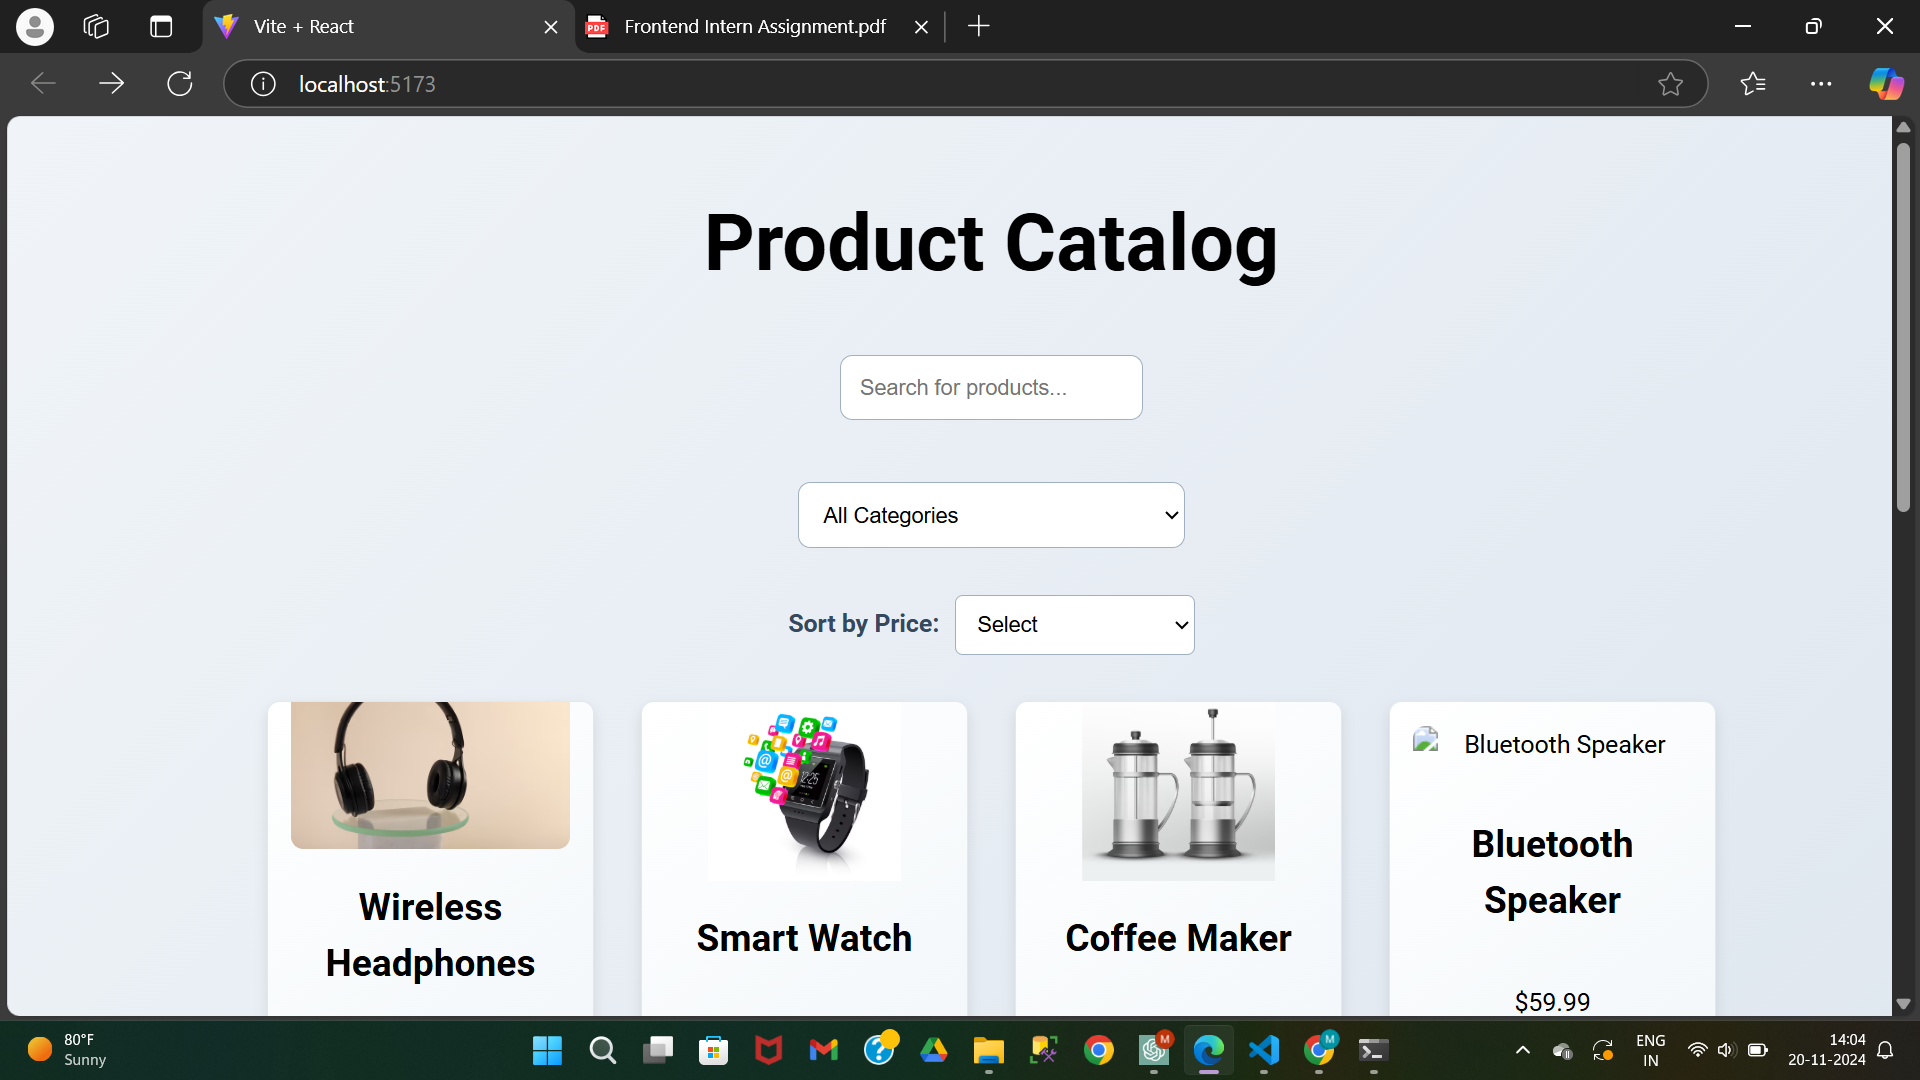 Vite + React
Frontend Intern Assignment.pdf
localhost:5173
Product Catalog
Search for products...
All Categories
Sort by Price: Select
Bluetooth Speaker
Wireless
Headphones
Smart Watch
Coffee Maker
Bluetooth
Speaker
$59.99
80°F
Sunny
ENG
IN
14:04
20-11-2024